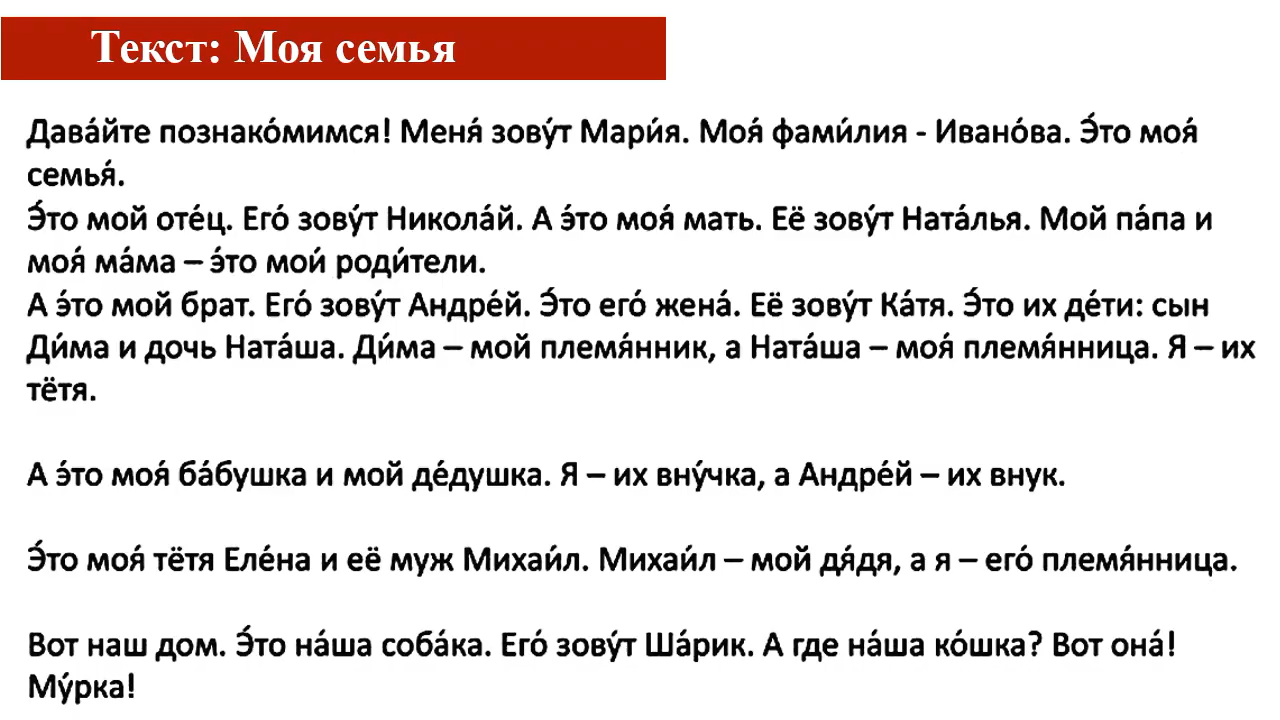 Текст: Моя семья
Дава́йте познако́мимся! Меня́ зову́т Мари́я. Моя́ фами́лия - Ивано́ва. Э́то моя́
семья́.
Э́то мой оте́ц. Его́ зову́т Никола́й. А э́то моя́ мать. Её зову́т Ната́лья. Мой па́па и
моя́ ма́ма – э́то мои́ роди́тели.
А э́то мой брат. Его́ зову́т Андре́й. Э́то его́ жена́. Её зову́т Ка́тя. Э́то их де́ти: сын
Ди́ма и дочь Ната́ша. Ди́ма – мой племя́нник, а Ната́ша – моя́ племя́нница. Я – их
тётя.
А э́то моя́ ба́бушка и мой де́душка. Я – их вну́чка, а Андре́й – их внук.
Э́то моя́ тётя Еле́на и её муж Михаи́л. Михаи́л – мой дя́дя, а я – его́ племя́нница.
Вот наш дом. Э́то на́ша соба́ка. Его́ зову́т Ша́рик. А где на́ша ко́шка? Вот она́!
Му́рка!